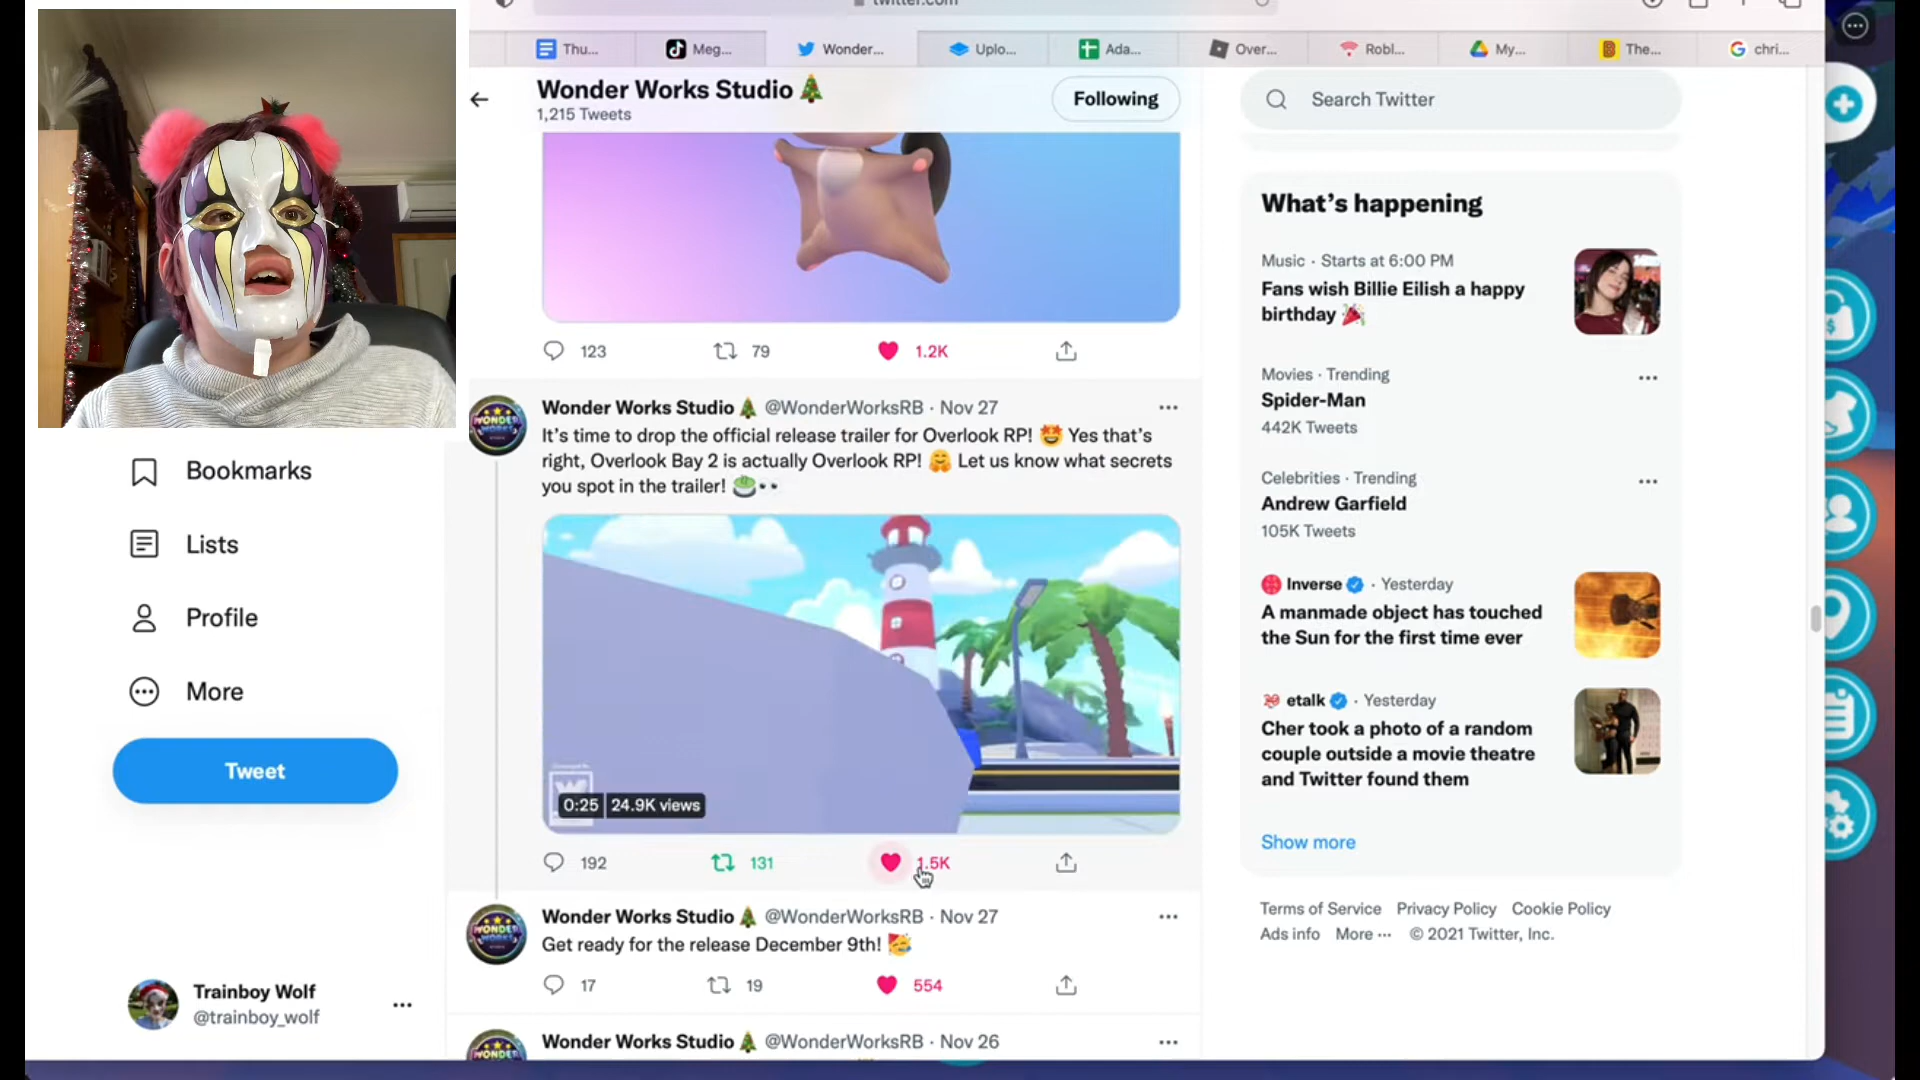 twitter.com
Thu...
Meg...
Wonder...
Uplo...
Ada...
Over...
Robl...
My...
The...
chri...
Wonder Works Studio🎄
1,215 Tweets
Following
Search Twitter
123
79
1.2K
Wonder Works Studio🎄 @WonderWorksRB · Nov 27
It's time to drop the official release trailer for Overlook RP! 🤩 Yes that's
right, Overlook Bay 2 is actually Overlook RP! 🤗 Let us know what secrets
you spot in the trailer! 🍵👀
0:25
24.9K views
192
131
1.5K
Wonder Works Studio🎄 @WonderWorksRB · Nov 27
Get ready for the release December 9th! 🥳
17
19
554
Wonder Works Studio🎄 @WonderWorksRB · Nov 26
Bookmarks
Lists
Profile
More
Tweet
Trainboy Wolf
@trainboy_wolf
What's happening
Music · Starts at 6:00 PM
Fans wish Billie Eilish a happy
birthday 🎉
Movies · Trending
Spider-Man
442K Tweets
Celebrities · Trending
Andrew Garfield
105K Tweets
Inverse · Yesterday
A manmade object has touched
the Sun for the first time ever
etalk · Yesterday
Cher took a photo of a random
couple outside a movie theatre
and Twitter found them
Show more
Terms of Service Privacy Policy Cookie Policy
Ads info More ··· © 2021 Twitter, Inc.